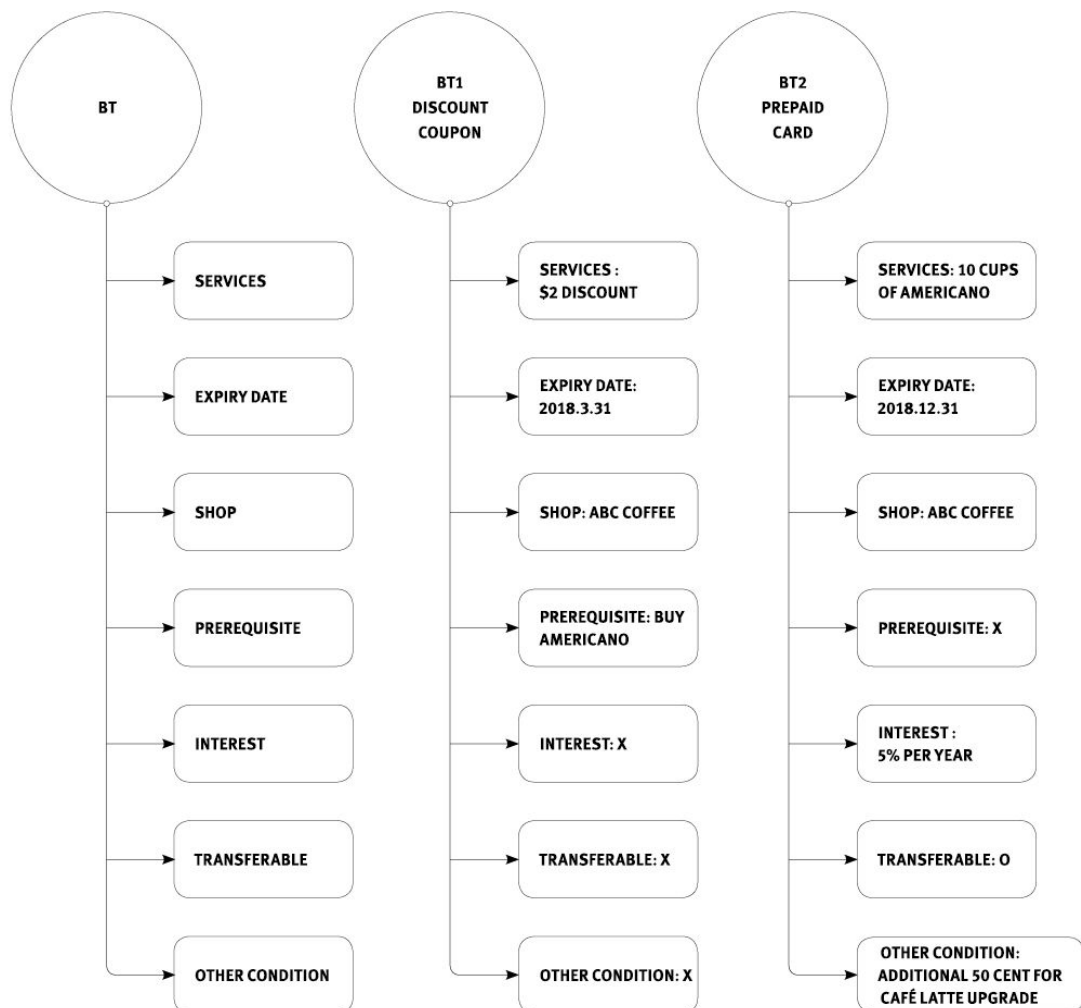 BT
SERVICES
EXPIRY DATE
SHOP
PREREQUISITE
INTEREST
TRANSFERABLE
OTHER CONDITION
BT1
DISCOUNT
COUPON
SERVICES :
$2 DISCOUNT
EXPIRY DATE:
2018.3.31
SHOP: ABC COFFEE
PREREQUISITE: BUY
AMERICANO
INTEREST: X
TRANSFERABLE: X
OTHER CONDITION: X
BT2
PREPAID
CARD
SERVICES: 10 CUPS
OF AMERICANO
EXPIRY DATE:
2018.12.31
SHOP: ABC COFFEE
PREREQUISITE: X
INTEREST :
5% PER YEAR
TRANSFERABLE: O
OTHER CONDITION:
ADDITIONAL 50 CENT FOR
CAFÉ LATTE UPGRADE